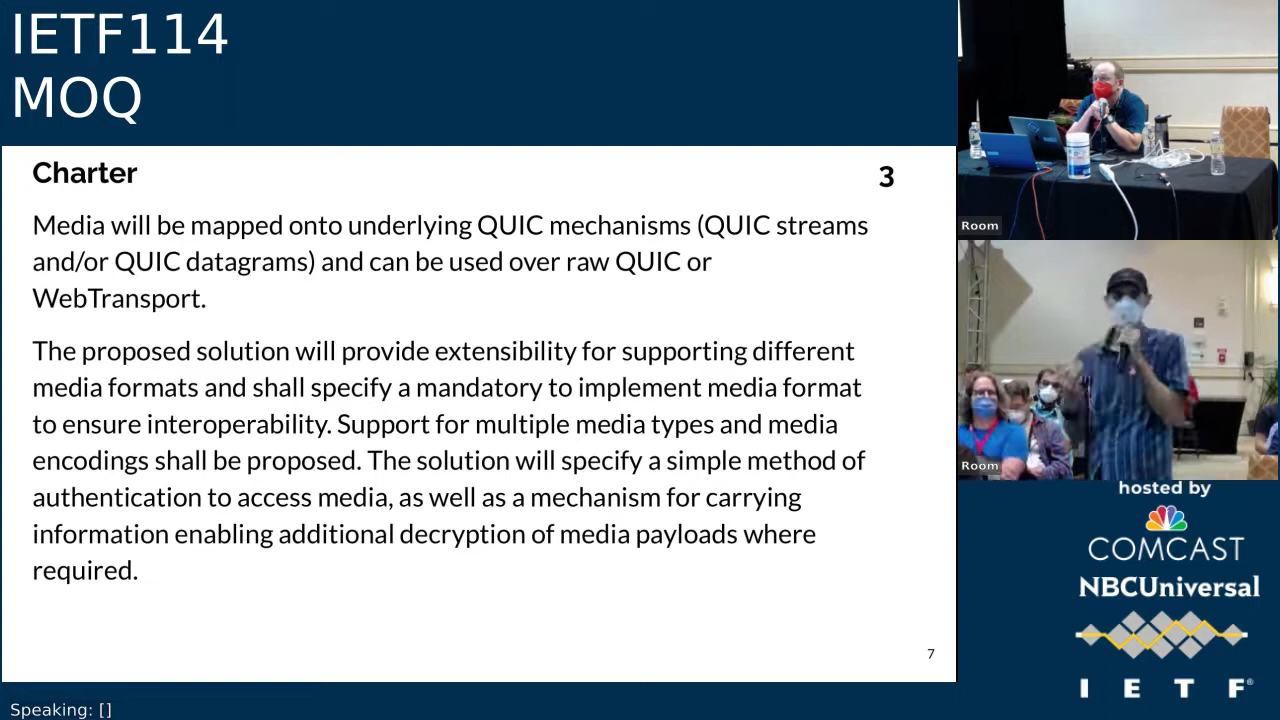 IETF114
MOQ
Charter
3
Media will be mapped onto underlying QUIC mechanisms (QUIC streams
and/or QUIC datagrams) and can be used over raw QUIC or
WebTransport.
The proposed solution will provide extensibility for supporting different
media formats and shall specify a mandatory to implement media format
to ensure interoperability. Support for multiple media types and media
encodings shall be proposed. The solution will specify a simple method of
authentication to access media, as well as a mechanism for carrying
information enabling additional decryption of media payloads where
required.
7
Speaking: []
Room
Room
hosted by
COMCAST
NBCUniversal
I E T F®